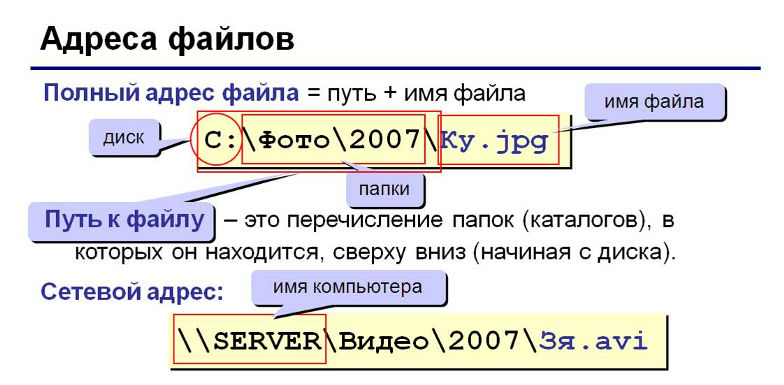 Адреса файлов
Полный адрес файла = путь + имя файла
имя файла
диск
C:\Фото\2007\Ку.jpg
папки
Путь к файлу – это перечисление папок (каталогов), в
которых он находится, сверху вниз (начиная с диска).
Сетевой адрес:
имя компьютера
\\SERVER\Видео\2007\Зя.avi